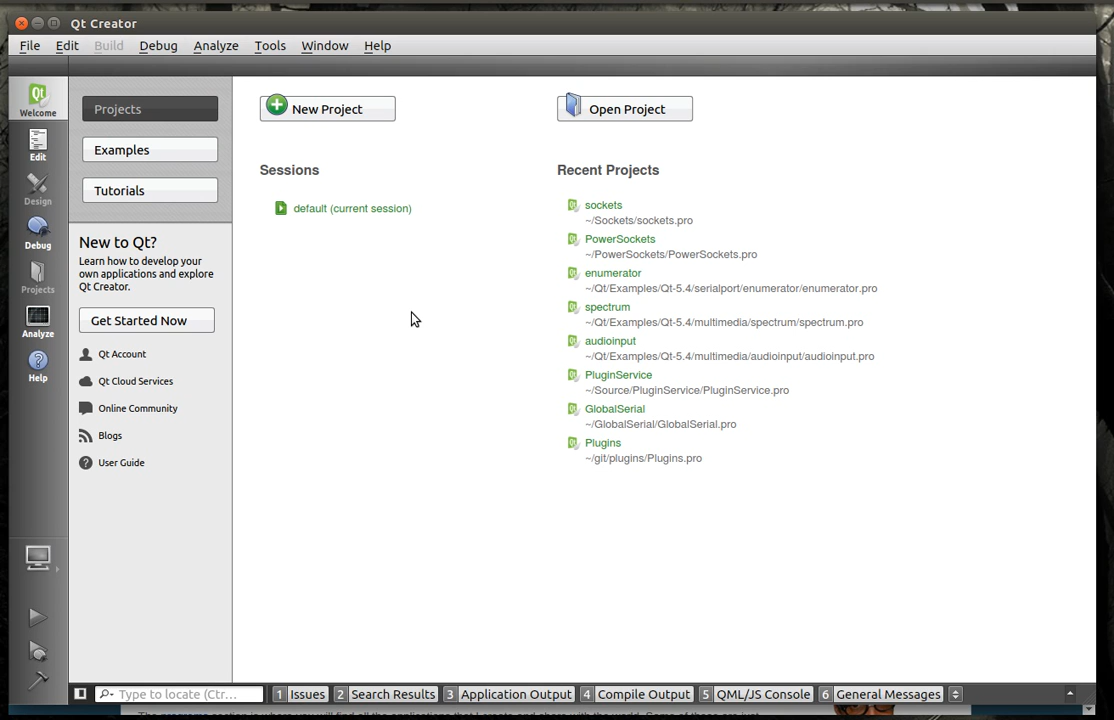 Qt Creator
File Edit Build Debug Analyze Tools Window Help
Qt
Welcome
Edit
Design
Debug
Projects
Analyze
Help
Projects
Examples
Tutorials
New to Qt?
Learn how to develop your
own applications and explore
Qt Creator.
Get Started Now
Qt Account
Qt Cloud Services
Online Community
Blogs
User Guide
New Project
Sessions
default (current session)
Open Project
Recent Projects
sockets
~/Sockets/sockets.pro
PowerSockets
~/PowerSockets/PowerSockets.pro
enumerator
~/Qt/Examples/Qt-5.4/serialport/enumerator/enumerator.pro
spectrum
~/Qt/Examples/Qt-5.4/multimedia/spectrum/spectrum.pro
audioinput
~/Qt/Examples/Qt-5.4/multimedia/audioinput/audioinput.pro
PluginService
~/Source/PluginService/PluginService.pro
GlobalSerial
~/GlobalSerial/GlobalSerial.pro
Plugins
~/git/plugins/Plugins.pro
Type to locate (Ctr... 1 Issues 2 Search Results 3 Application Output 4 Compile Output 5 QML/JS Console 6 General Messages